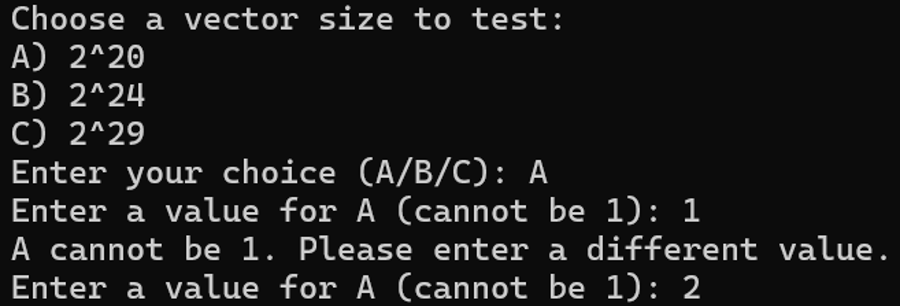 Choose a vector size to test:
A) 2^20
B) 2^24
C) 2^29
Enter your choice (A/B/C): A
Enter a value for A (cannot be 1): 1
A cannot be 1. Please enter a different value.
Enter a value for A (cannot be 1): 2